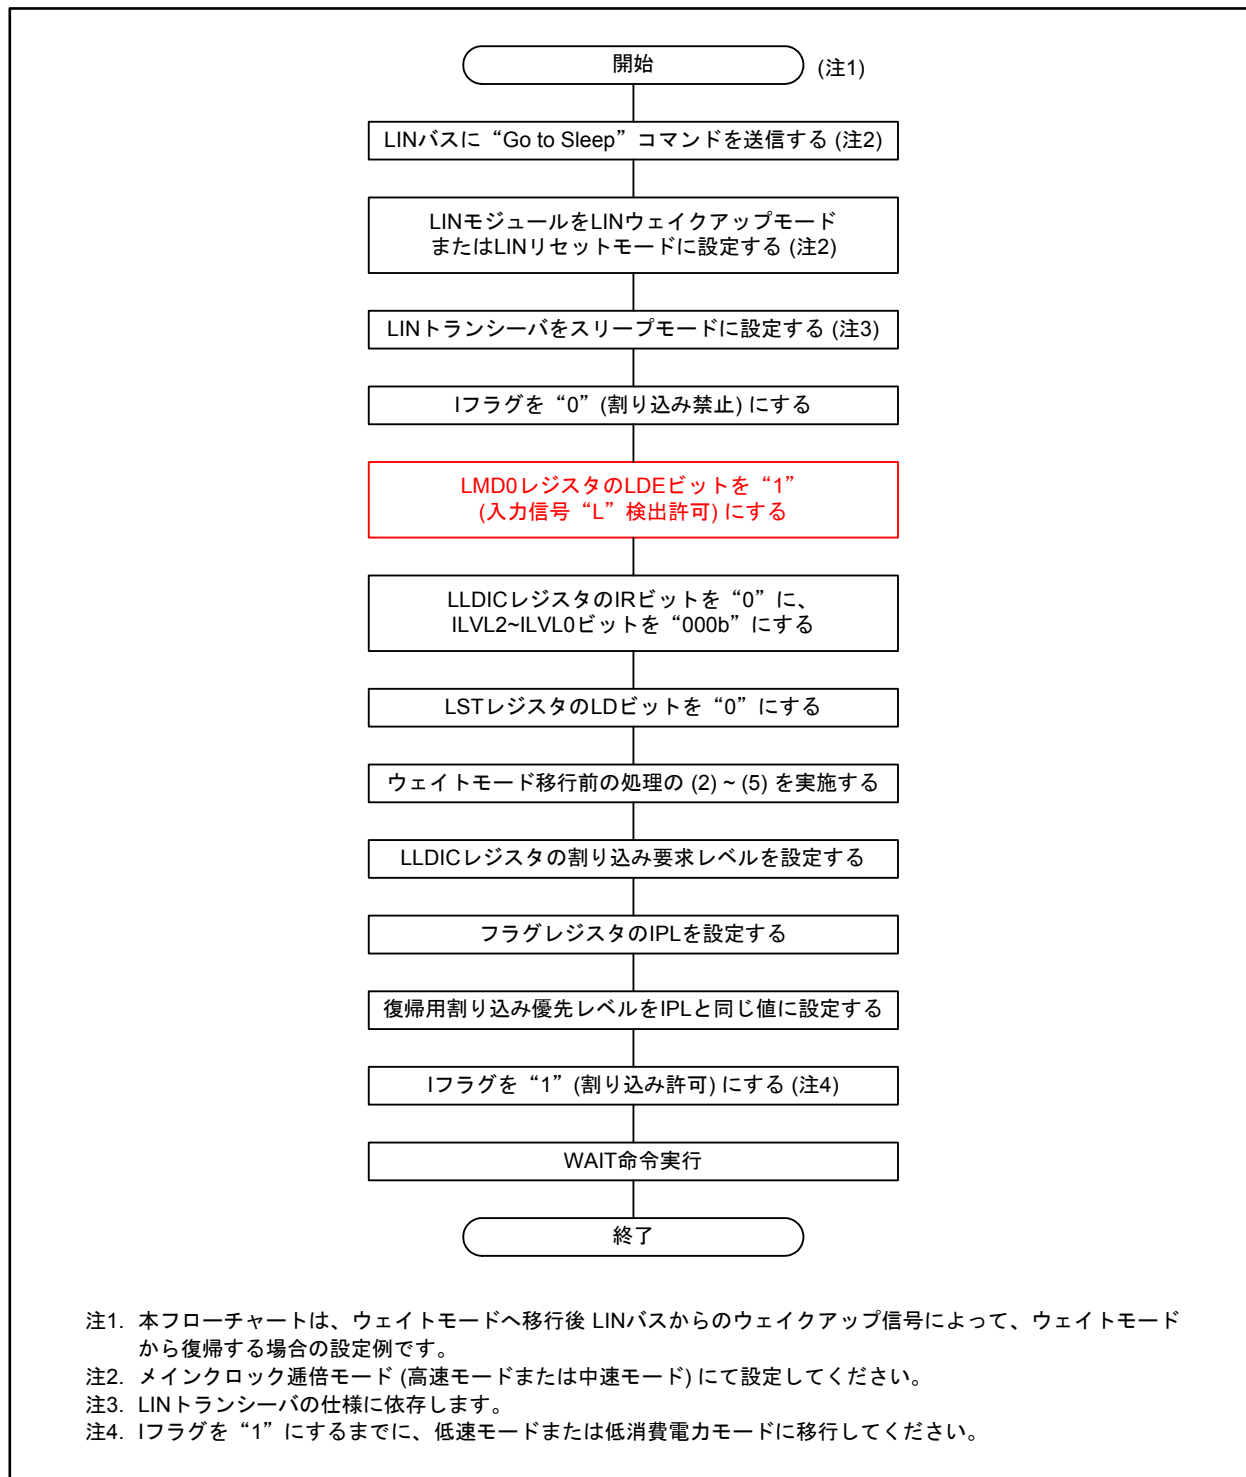 開始
(注1)
LINバスに“Go to Sleep”コマンドを送信する (注2)
LINモジュールをLINウェイクアップモード
またはLINリセットモードに設定する (注2)
LINトランシーバをスリープモードに設定する (注3)
Iフラグを“0” (割り込み禁止) にする
LMD0レジスタのLDEビットを“1”
(入力信号“L”検出許可) にする
LLDICレジスタのIRビットを“0”に、
ILVL2~ILVL0ビットを“000b”にする
LSTレジスタのLDビットを“0”にする
ウェイトモード移行前の処理の (2) ~ (5) を実施する
LLDICレジスタの割り込み要求レベルを設定する
フラグレジスタのIPLを設定する
復帰用割り込み優先レベルをIPLと同じ値に設定する
Iフラグを“1” (割り込み許可) にする (注4)
WAIT命令実行
終了
注1. 本フローチャートは、ウェイトモードへ移行後 LINバスからのウェイクアップ信号によって、ウェイトモード
から復帰する場合の設定例です。
注2. メインクロック逓倍モード (高速モードまたは中速モード) にて設定してください。
注3. LINトランシーバの仕様に依存します。
注4. Iフラグを“1”にするまでに、低速モードまたは低消費電力モードに移行してください。